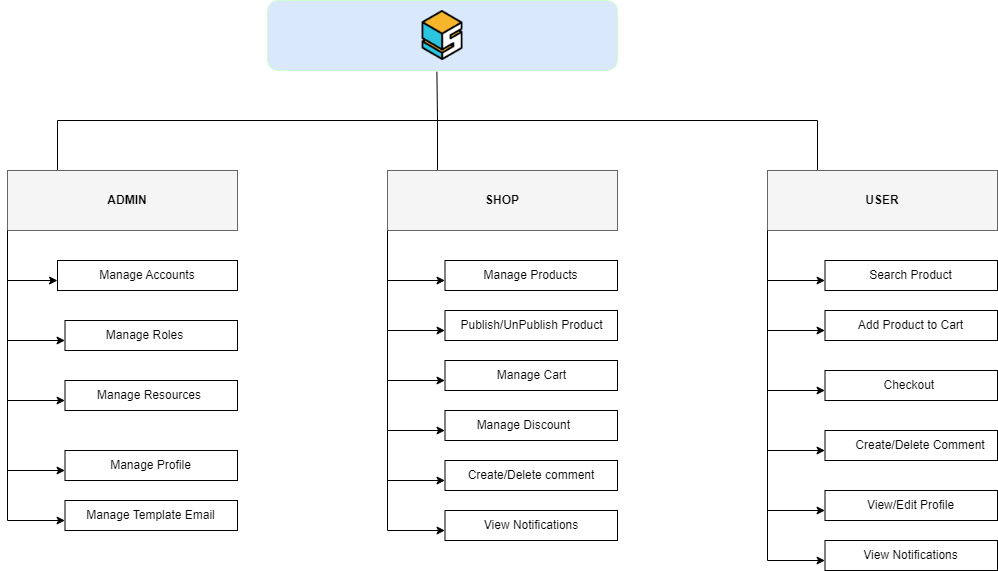 ADMIN
SHOP
USER
Manage Accounts
Manage Roles
Manage Resources
Manage Profile
Manage Template Email
Manage Products
Publish/UnPublish Product
Manage Cart
Manage Discount
Create/Delete comment
View Notifications
Search Product
Add Product to Cart
Checkout
Create/Delete Comment
View/Edit Profile
View Notifications